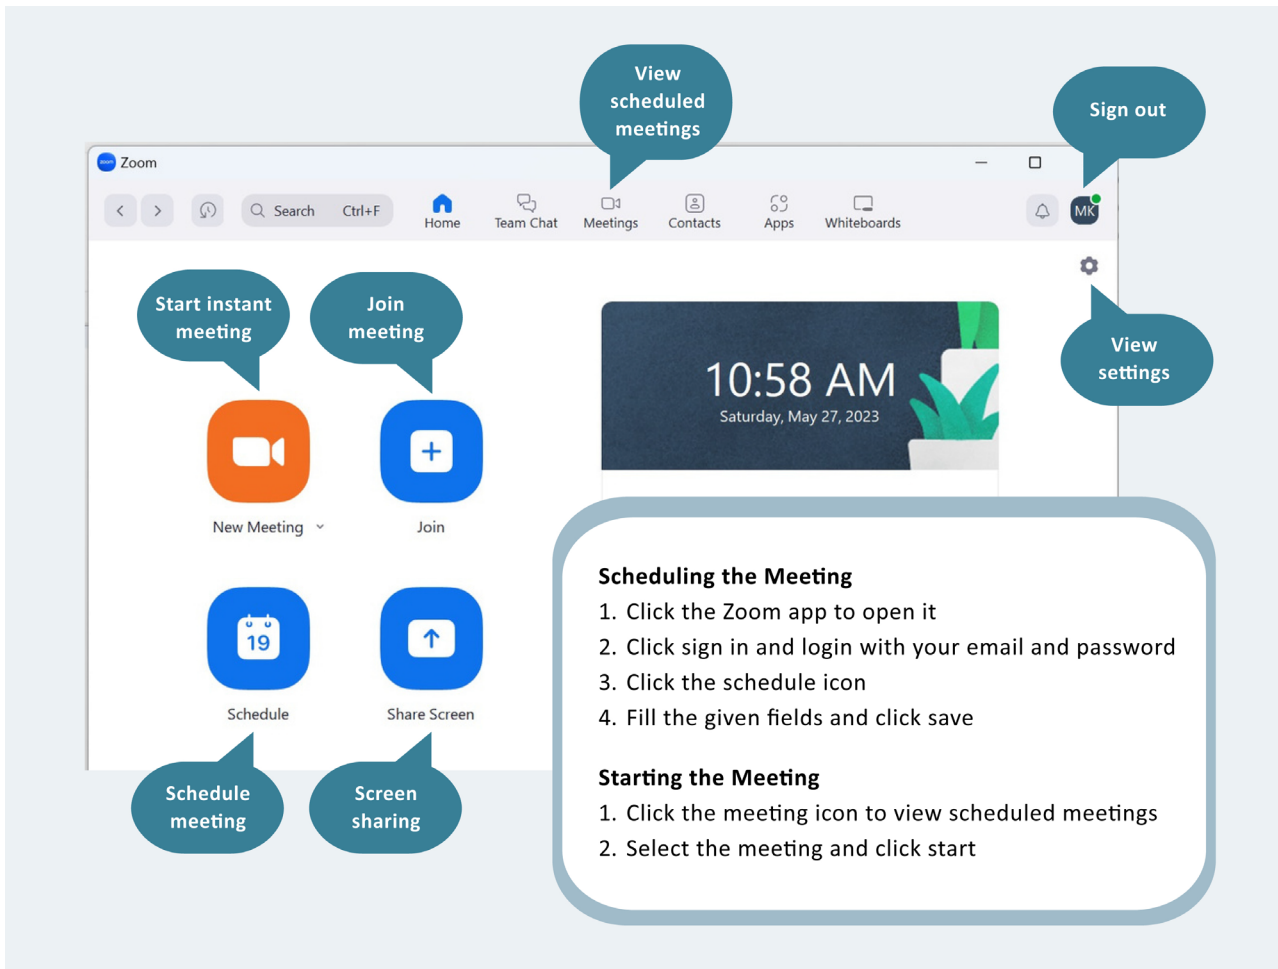 View
scheduled
meetings
Sign out
zoom
Zoom
Search Ctrl+F
Home
Team Chat
Meetings
Contacts
Apps
Whiteboards
MK
Start instant
meeting
Join
meeting
View
settings
10:58 AM
Saturday, May 27, 2023
New Meeting
Join
19
Schedule
Share Screen
Schedule
meeting
Screen
sharing
Scheduling the Meeting
1. Click the Zoom app to open it
2. Click sign in and login with your email and password
3. Click the schedule icon
4. Fill the given fields and click save
Starting the Meeting
1. Click the meeting icon to view scheduled meetings
2. Select the meeting and click start